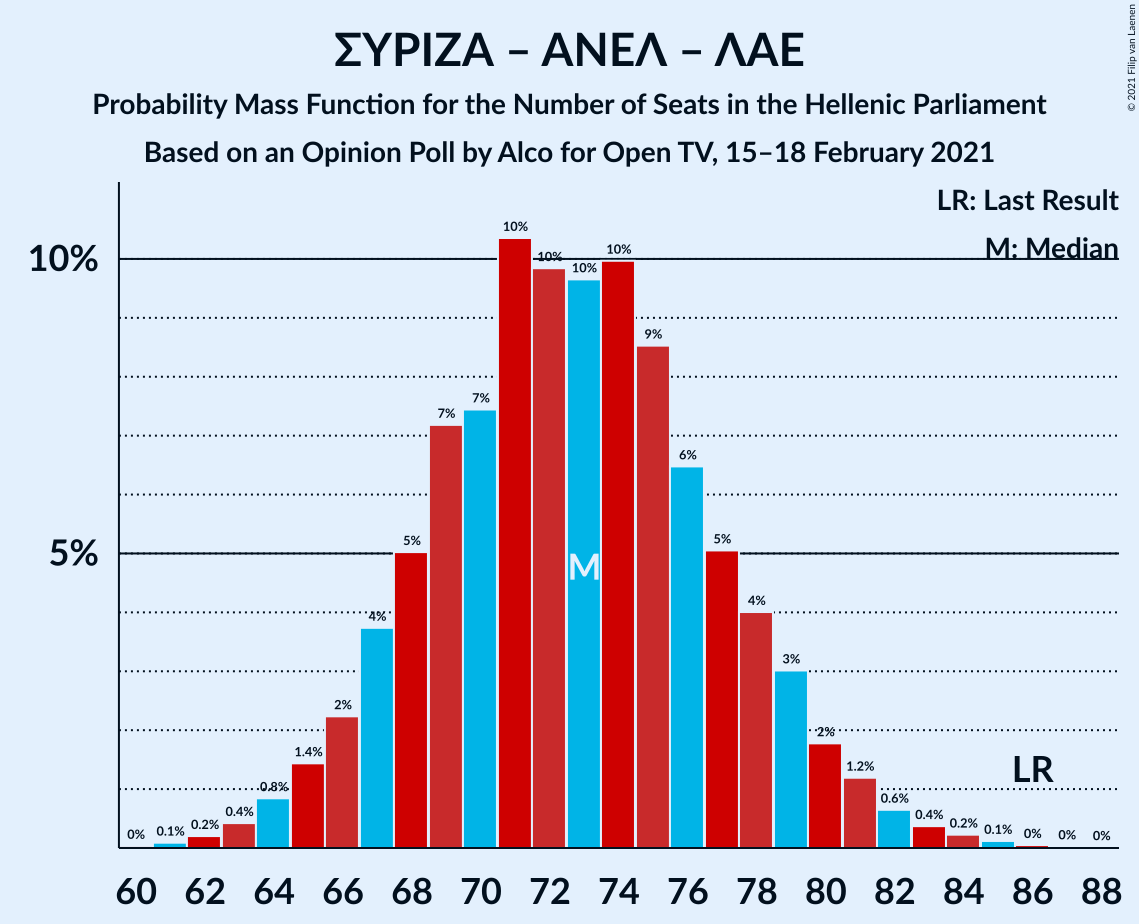 ΣΥΡΙΖΑ – ΑΝΕΛ – ΛΑΕ
Probability Mass Function for the Number of Seats in the Hellenic Parliament
Based on an Opinion Poll by Alco for Open TV, 15–18 February 2021
© 2021 Filip van Laenen
LR: Last Result
M: Median
10%
5%
0% 0.1% 0.2% 0.4% 0.8% 1.4% 2% 4% 5% 7% 7% 10% 10% 10% 10% 9% 6% 5% 4% 3% 2% 1.2% 0.6% 0.4% 0.2% 0.1% 0% 0% 0%
M
LR
60 62 64 66 68 70 72 74 76 78 80 82 84 86 88